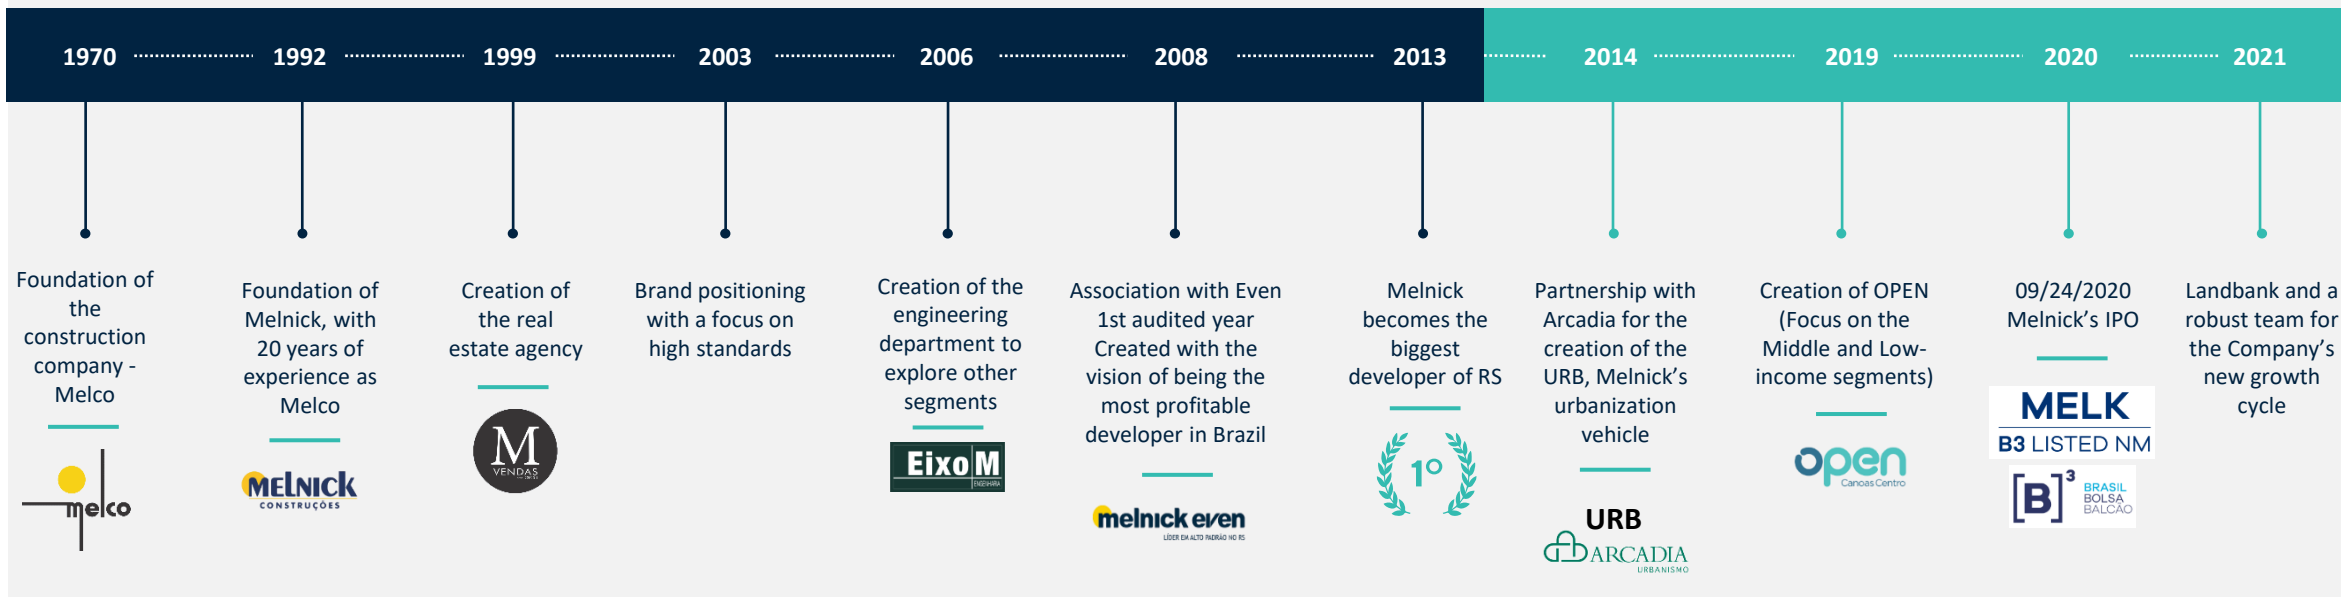 1970
1992
1999
2003
2006
2008
2013
2014
2019
2020
2021
Foundation of
the
construction
company -
Melco
melco
Foundation of
Melnick, with
20 years of
experience as
Melco
MELNICK
CONSTRUÇÕES
Creation of
the real
estate agency
M
VENDAS
Brand positioning
with a focus on
high standards
Creation of the
engineering
department to
explore other
segments
Eixo M
ENGENHARIA
Association with Even
1st audited year
Created with the
vision of being the
most profitable
developer in Brazil
melnick even
LÍDER EM ALTO PADRÃO NO RS
Melnick
becomes the
biggest
developer of RS
1º
Partnership with
Arcadia for the
creation of the
URB, Melnick's
urbanization
vehicle
URB
ARCADIA
URBANISMO
Creation of OPEN
(Focus on the
Middle and Low-
income segments)
open
Canoas Centro
09/24/2020
Melnick's IPO
MELK
B3 LISTED NM
[B]³
BRASIL
BOLSA
BALCÃO
Landbank and a
robust team for
the Company's
new growth
cycle